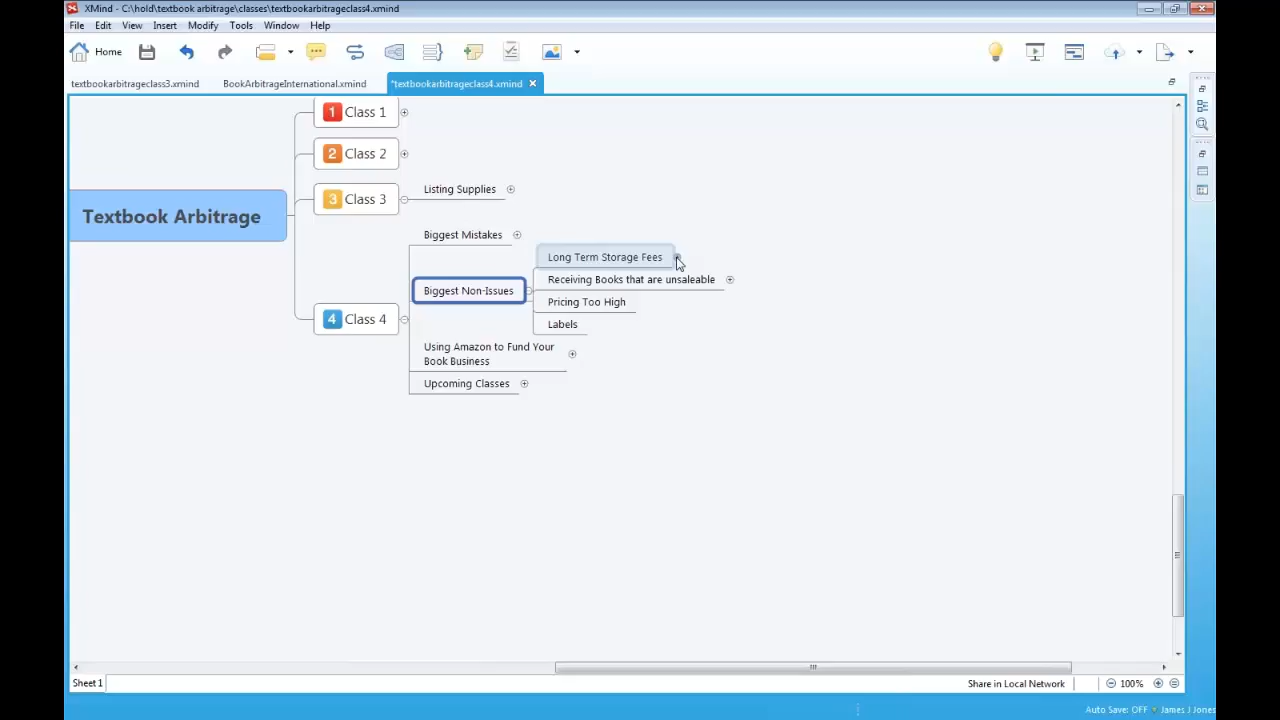 XMind - C:\hold\textbook arbitrage\classes\textbookarbitrageclass4.xmind
File Edit View Insert Modify Tools Window Help
Home
textbookarbitrageclass3.xmind BookArbitrageInternational.xmind *textbookarbitrageclass4.xmind
1 Class 1
2 Class 2
3 Class 3
Listing Supplies
Textbook Arbitrage
Biggest Mistakes
Long Term Storage Fees
Receiving Books that are unsaleable
Biggest Non-Issues
Pricing Too High
4 Class 4
Labels
Using Amazon to Fund Your
Book Business
Upcoming Classes
Sheet 1
Share in Local Network
100%
Auto Save: OFF
James J Jones